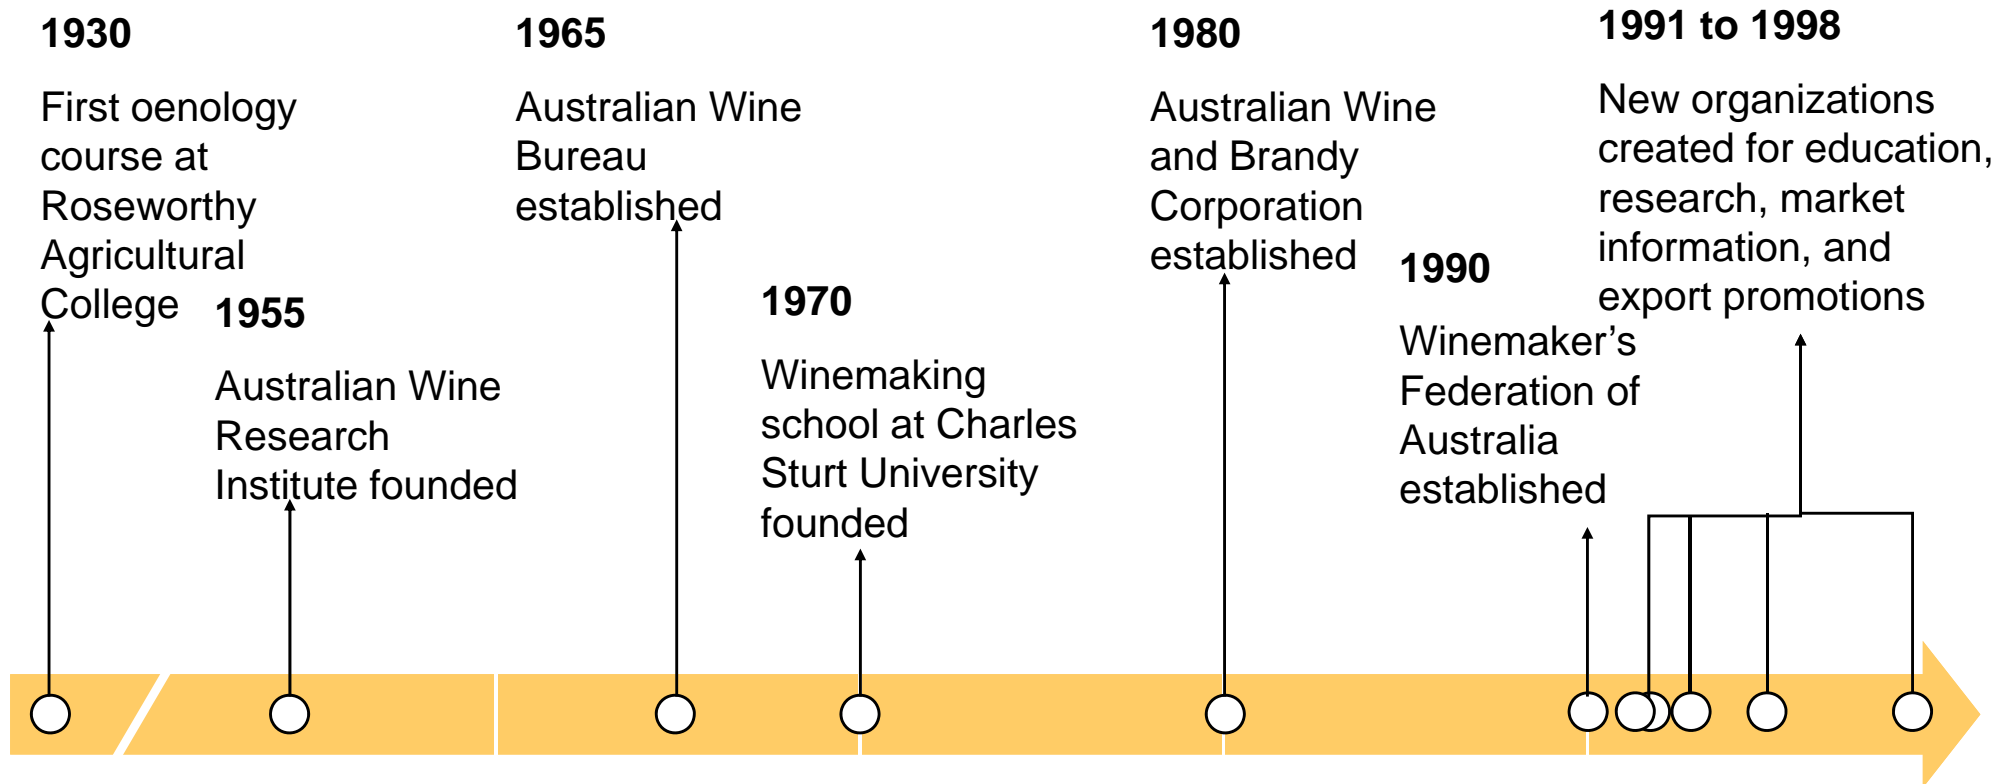 1930
First oenology
course at
Roseworthy
Agricultural
College
1955
Australian Wine
Research
Institute founded
1965
Australian Wine
Bureau
established
1970
Winemaking
school at Charles
Sturt University
founded
1980
Australian Wine
and Brandy
Corporation
established
1990
Winemaker’s
Federation of
Australia
established
1991 to 1998
New organizations
created for education,
research, market
information, and
export promotions